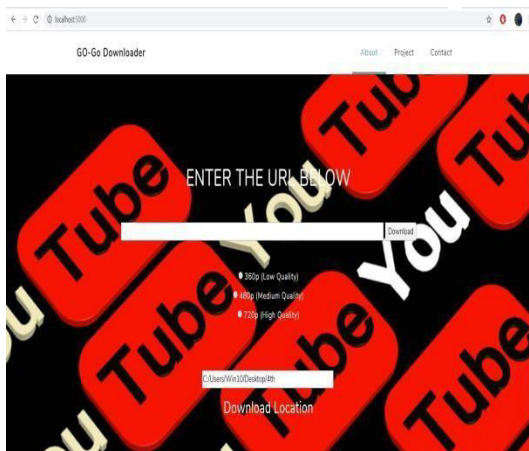 localhost:5000
GO-Go Downloader
About Project Contact
ENTER THE URL BELOW
Download
360p (Low Quality)
480p (Medium Quality)
720p (High Quality)
C:/Users/Win10/Desktop/4th
Download Location
You Tube
Tube
You Tube
You Tube
Tube
You
Tube